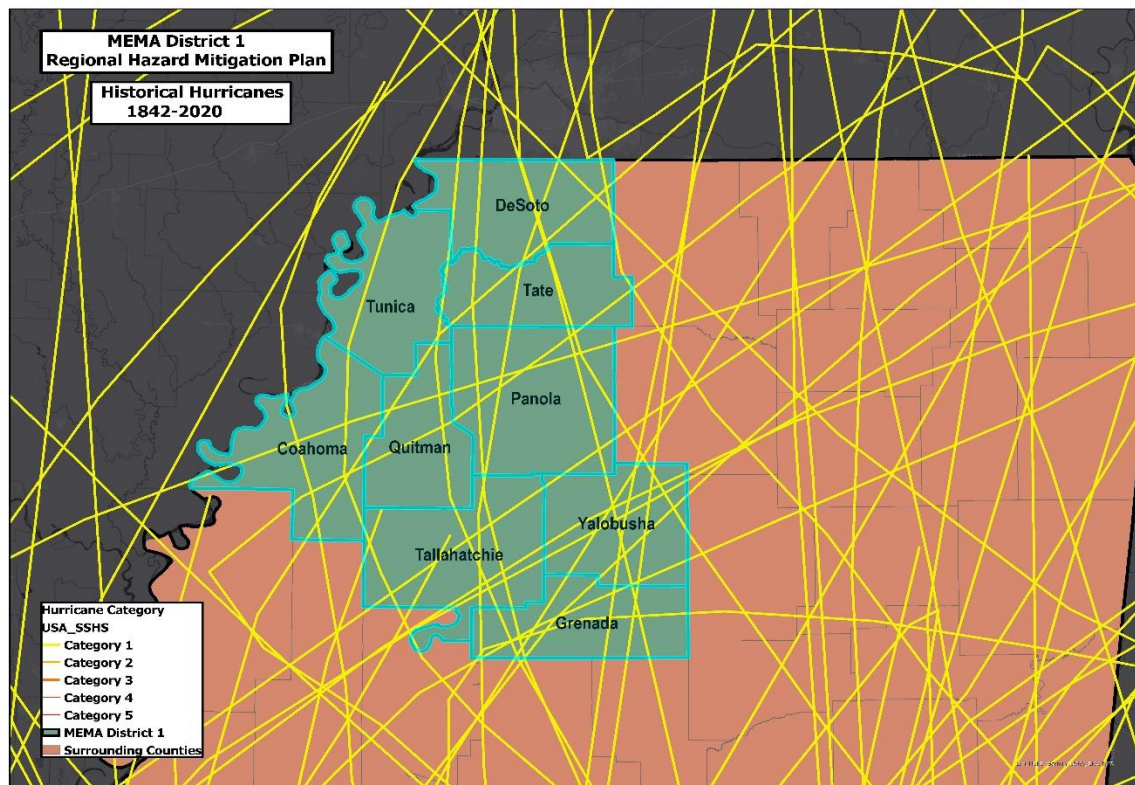 MEMA District 1
Regional Hazard Mitigation Plan
Historical Hurricanes
1842-2020
DeSoto
Tate
Tunica
Panola
Coahoma
Quitman
Yalobusha
Tallahatchie
Grenada
Hurricane Category
USA_SSHS
Category 1
Category 2
Category 3
Category 4
Category 5
MEMA District 1
Surrounding Counties